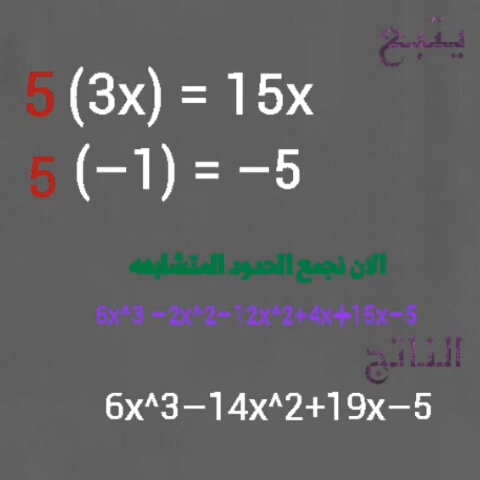 يتبع
5 (3x) = 15x
5 (−1) = −5
الان نجمع الحدود المتشابهه
6x^3 −2x^2−12x^2+4x+15x−5
الناتج
6x^3−14x^2+19x−5